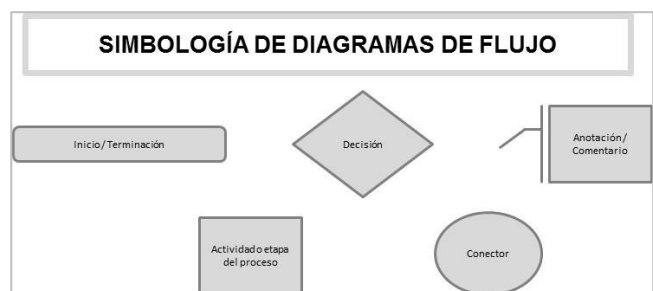 SIMBOLOGÍA DE DIAGRAMAS DE FLUJO
Inicio/Terminación
Decisión
Anotación/
Comentario
Actividad o etapa
del proceso
Conector